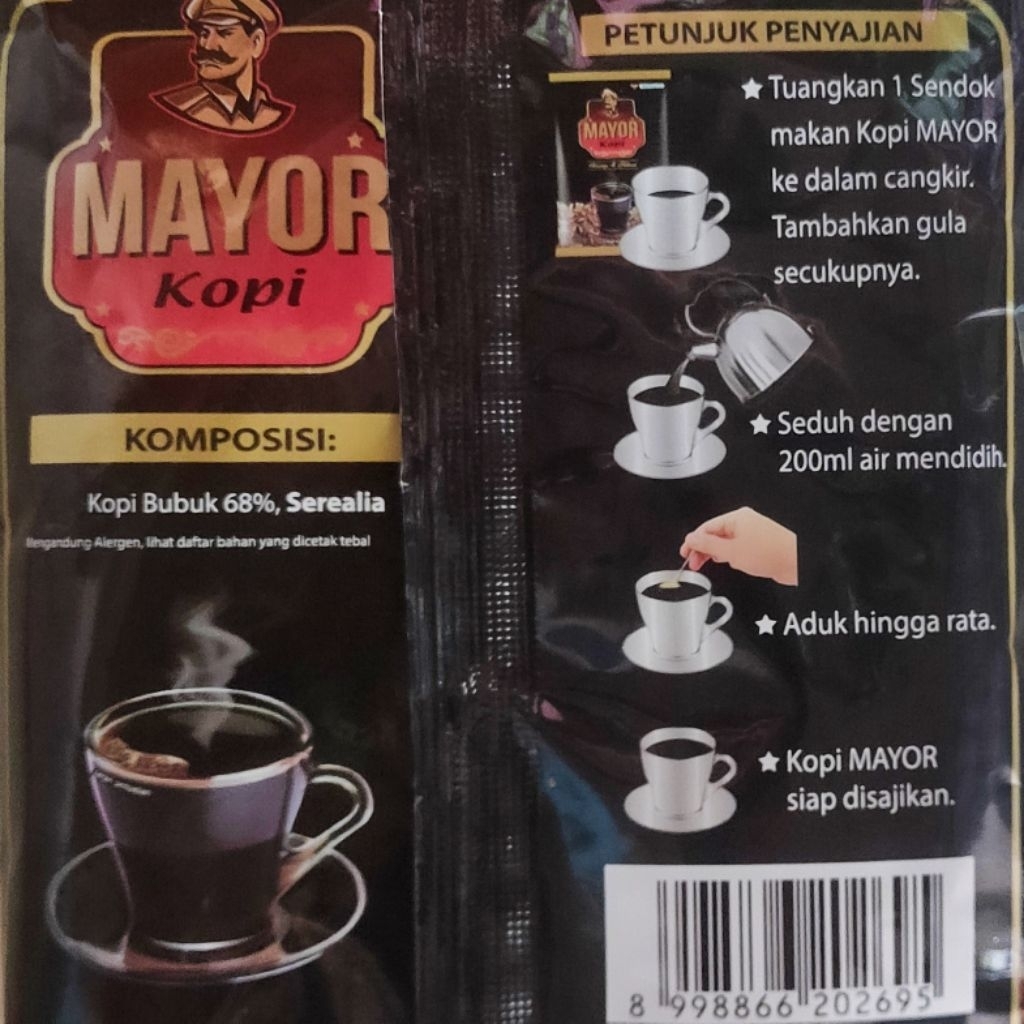 MAYOR
Kopi
KOMPOSISI:
Kopi Bubuk 68%, Serealia
Mengandung Alergen, lihat daftar bahan yang dicetak tebal
PETUNJUK PENYAJIAN
MAYOR
Kopi
★ Tuangkan 1 Sendok
makan Kopi MAYOR
ke dalam cangkir.
Tambahkan gula
secukupnya.
★ Seduh dengan
200ml air mendidih.
★ Aduk hingga rata.
★ Kopi MAYOR
siap disajikan.
8 998866 202695